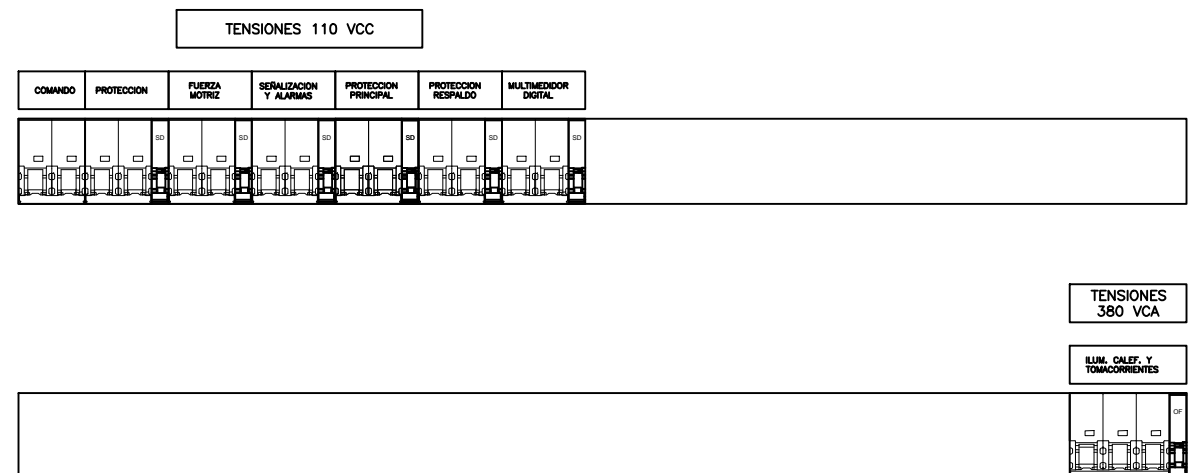 TENSIONES 110 VCC
COMANDO
PROTECCION
FUERZA
MOTRIZ
SEÑALIZACION
Y ALARMAS
PROTECCION
PRINCIPAL
PROTECCION
RESPALDO
MULTIMEDIDOR
DIGITAL
SD
SD
SD
SD
SD
SD
TENSIONES
380 VCA
ILUM. CALEF. Y
TOMACORRIENTES
OF